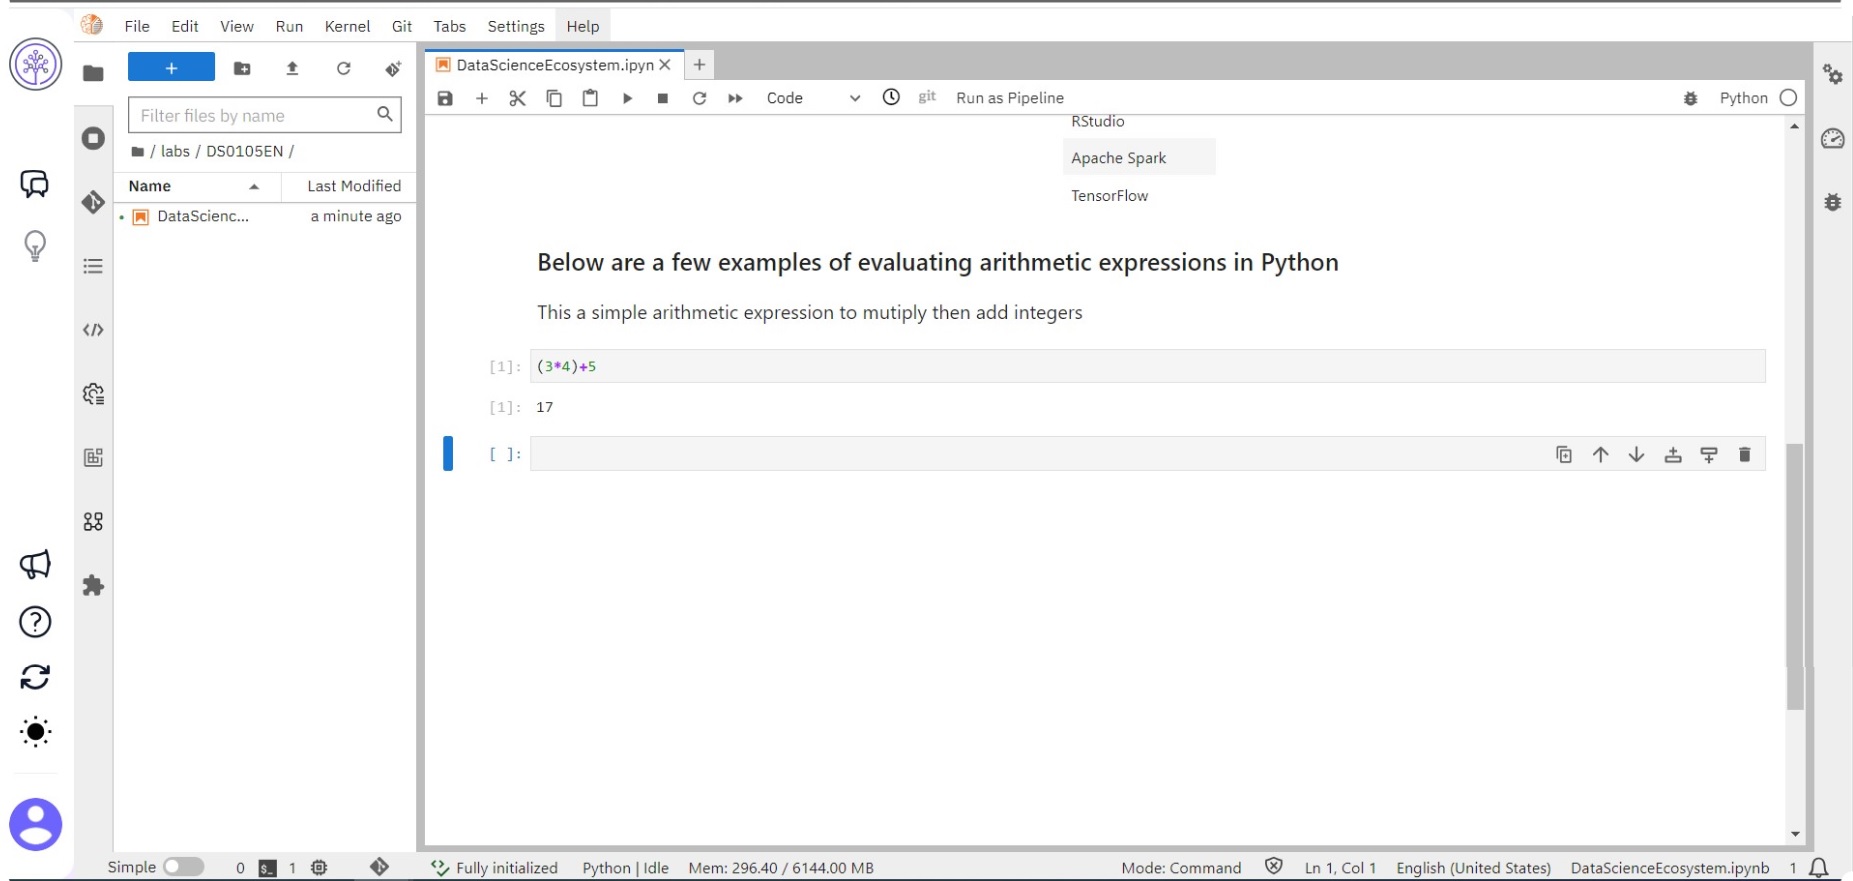 File Edit View Run Kernel Git Tabs Settings Help
+
Filter files by name
/ labs / DS0105EN /
Name Last Modified
DataScienc... a minute ago
DataScienceEcosystem.ipyn
Code git Run as Pipeline Python
RStudio
Apache Spark
TensorFlow
Below are a few examples of evaluating arithmetic expressions in Python
This a simple arithmetic expression to mutiply then add integers
[1]: (3*4)+5
[1]: 17
[ ]:
Simple 0 $_ 1 Fully initialized Python | Idle Mem: 296.40 / 6144.00 MB Mode: Command Ln 1, Col 1 English (United States) DataScienceEcosystem.ipynb 1